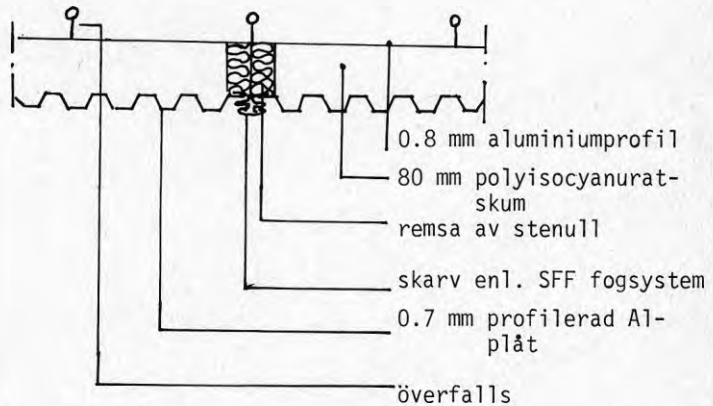 0.8 mm aluminiumprofil
80 mm polyisocyanurat-
skum
remsa av stenull
skarv enl. SFF fogsystem
0.7 mm profilerad Al-
plåt
överfalls